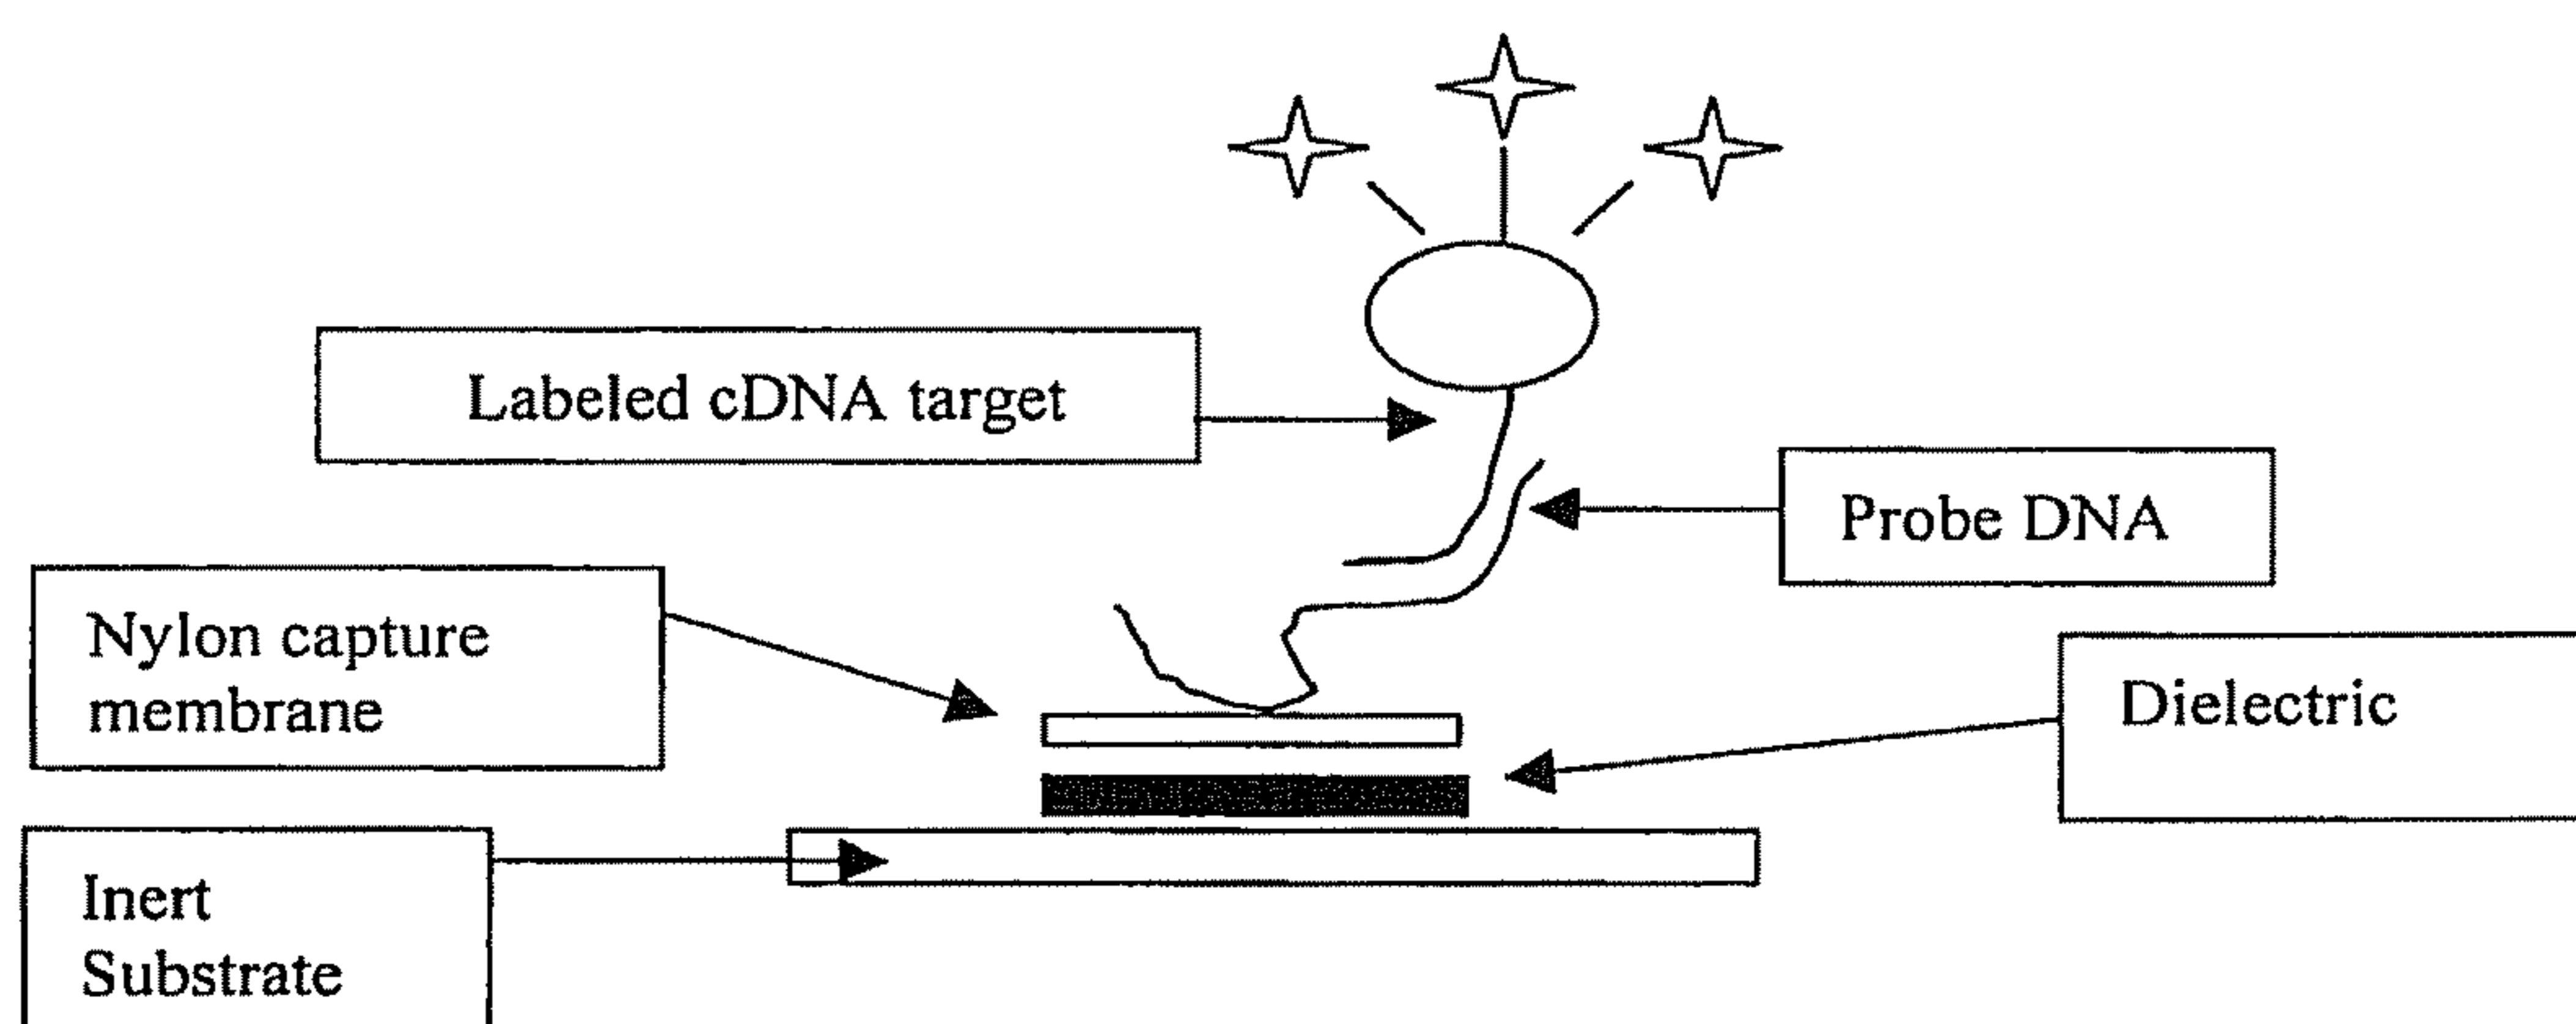 Labeled cDNA target
Probe DNA
Nylon capture
membrane
Dielectric
Inert
Substrate